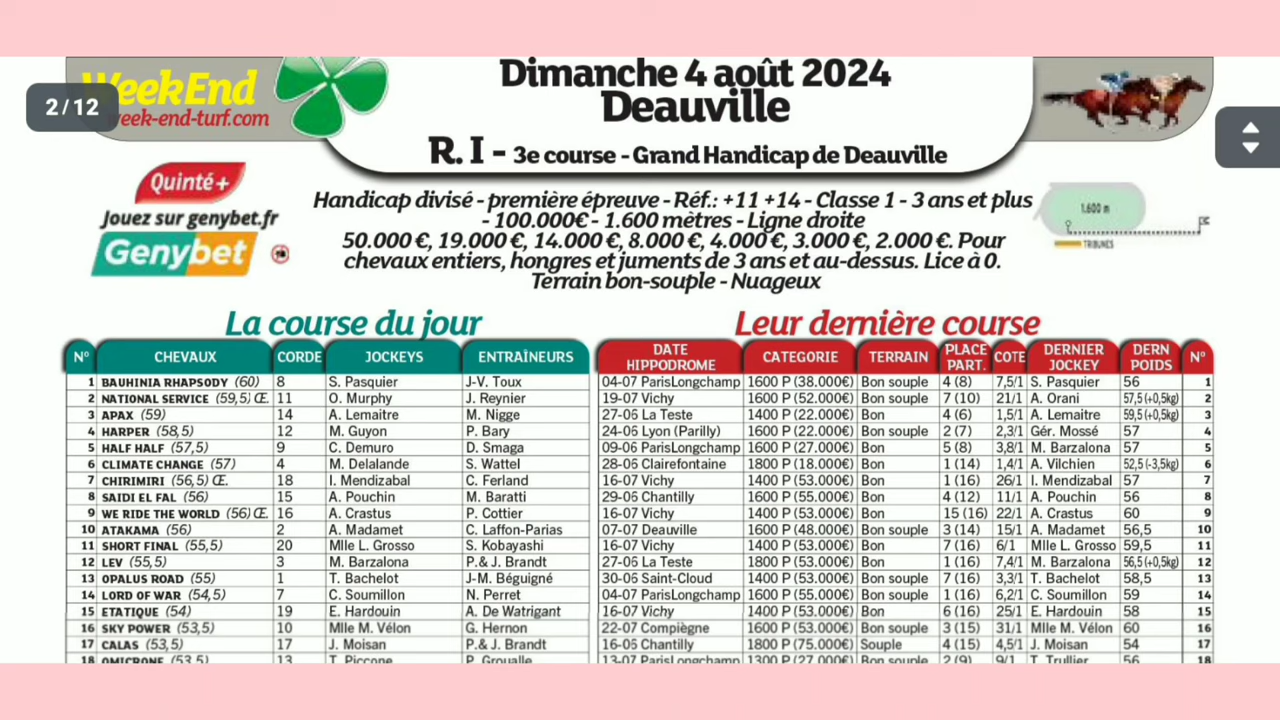 2/12
WeekEnd
week-end-turf.com
Dimanche 4 août 2024
Deauville
R. I - 3e course - Grand Handicap de Deauville
Quinté+
Jouez sur genybet.fr
Genybet
Handicap divisé - première épreuve - Réf.: +11 +14 - Classe 1 - 3 ans et plus
- 100.000€ - 1.600 mètres - Ligne droite
50.000 €, 19.000 €, 14.000 €, 8.000 €, 4.000 €, 3.000 €, 2.000 €. Pour
chevaux entiers, hongres et juments de 3 ans et au-dessus. Lice à 0.
Terrain bon-souple - Nuageux
1.600 m
TRIBUNES
La course du jour Leur dernière course
N° CHEVAUX CORDE JOCKEYS ENTRAÎNEURS DATE HIPPODROME CATEGORIE TERRAIN PLACE PART. COTE DERNIER JOCKEY DERN POIDS N°
1 BAUHINIA RHAPSODY (60) 8 S. Pasquier J-V. Toux 04-07 ParisLongchamp 1600 P (38.000€) Bon souple 4 (8) 7,5/1 S. Pasquier 56 1
2 NATIONAL SERVICE (59,5) Œ. 11 O. Murphy J. Reynier 19-07 Vichy 1600 P (52.000€) Bon souple 7 (10) 21/1 A. Orani 57,5 (+0,5kg) 2
3 APAX (59) 14 A. Lemaitre M. Nigge 27-06 La Teste 1400 P (22.000€) Bon 4 (6) 1,5/1 A. Lemaitre 59,5 (+0,5kg) 3
4 HARPER (58,5) 12 M. Guyon P. Bary 24-06 Lyon (Parilly) 1600 P (22.000€) Bon souple 2 (7) 2,3/1 Gér. Mossé 57 4
5 HALF HALF (57,5) 9 C. Demuro D. Smaga 09-06 ParisLongchamp 1600 P (27.000€) Bon 5 (8) 3,8/1 M. Barzalona 57 5
6 CLIMATE CHANGE (57) 4 M. Delalande S. Wattel 28-06 Clairefontaine 1800 P (18.000€) Bon 1 (14) 1,4/1 A. Vilchien 52,5 (-3,5kg) 6
7 CHIRIMIRI (56,5) Œ. 18 I. Mendizabal C. Ferland 16-07 Vichy 1400 P (53.000€) Bon 1 (16) 26/1 I. Mendizabal 57 7
8 SAIDI EL FAL (56) 15 A. Pouchin M. Baratti 29-06 Chantilly 1600 P (55.000€) Bon 4 (12) 11/1 A. Pouchin 56 8
9 WE RIDE THE WORLD (56) Œ. 16 A. Crastus P. Cottier 16-07 Vichy 1400 P (53.000€) Bon 15 (16) 22/1 A. Crastus 60 9
10 ATAKAMA (56) 2 A. Madamet C. Laffon-Parias 07-07 Deauville 1600 P (48.000€) Bon souple 3 (14) 15/1 A. Madamet 56,5 10
11 SHORT FINAL (55,5) 20 Mlle L. Grosso S. Kobayashi 16-07 Vichy 1400 P (53.000€) Bon 7 (16) 6/1 Mlle L. Grosso 59,5 11
12 LEV (55,5) 3 M. Barzalona P.& J. Brandt 27-06 La Teste 1800 P (53.000€) Bon 1 (16) 7,4/1 M. Barzalona 56,5 (+0,5kg) 12
13 OPALUS ROAD (55) 1 T. Bachelot J-M. Béguigné 30-06 Saint-Cloud 1400 P (53.000€) Bon souple 7 (16) 3,3/1 T. Bachelot 58,5 13
14 LORD OF WAR (54,5) 7 C. Soumillon N. Perret 04-07 ParisLongchamp 1600 P (55.000€) Bon souple 1 (16) 6,2/1 C. Soumillon 59 14
15 ETATIQUE (54) 19 E. Hardouin A. De Watrigant 16-07 Vichy 1400 P (53.000€) Bon 6 (16) 25/1 E. Hardouin 58 15
16 SKY POWER (53,5) 10 Mlle M. Vélon G. Hernon 22-07 Compiègne 1600 P (53.000€) Bon souple 3 (15) 31/1 Mlle M. Vélon 60 16
17 CALAS (53,5) 17 J. Moisan P.& J. Brandt 16-06 Chantilly 1800 P (75.000€) Souple 4 (15) 4,5/1 J. Moisan 54 17
18 OMICRONE (53,5) 13 T. Piccone P. Groualle 13-07 ParisLongchamp 1300 P (27.000€) Bon souple 2 (9) 9/1 T. Trullier 56 18